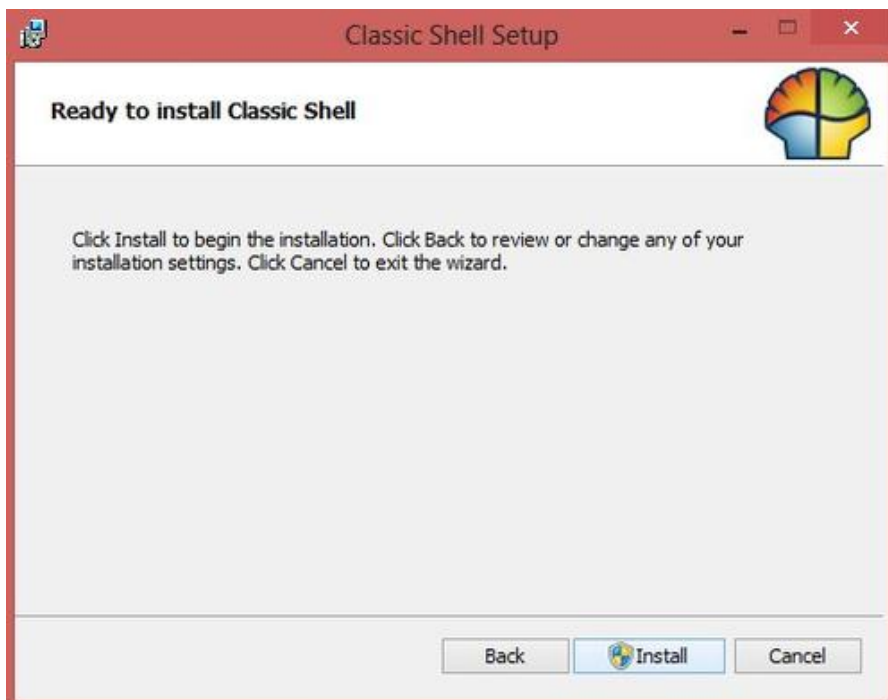 Classic Shell Setup
Ready to install Classic Shell
Click Install to begin the installation. Click Back to review or change any of your
installation settings. Click Cancel to exit the wizard.
Back
Install
Cancel